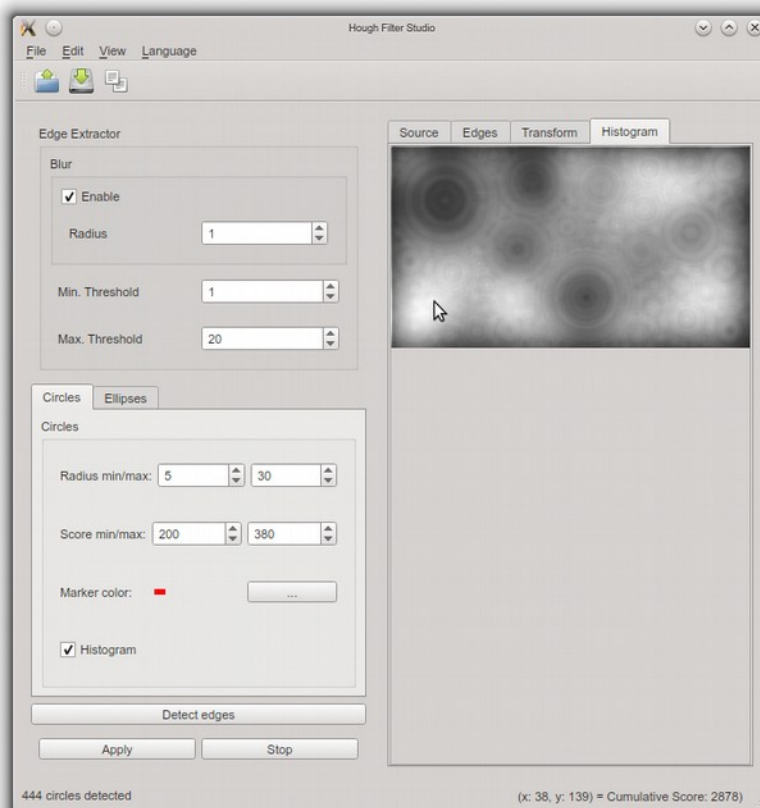 Hough Filter Studio
File Edit View Language
Edge Extractor
Blur
Enable
Radius 1
Min. Threshold 1
Max. Threshold 20
Circles Ellipses
Circles
Radius min/max: 5 30
Score min/max: 200 380
Marker color: ...
Histogram
Detect edges
Apply Stop
Source Edges Transform Histogram
444 circles detected (x: 38, y: 139) = Cumulative Score: 2878)